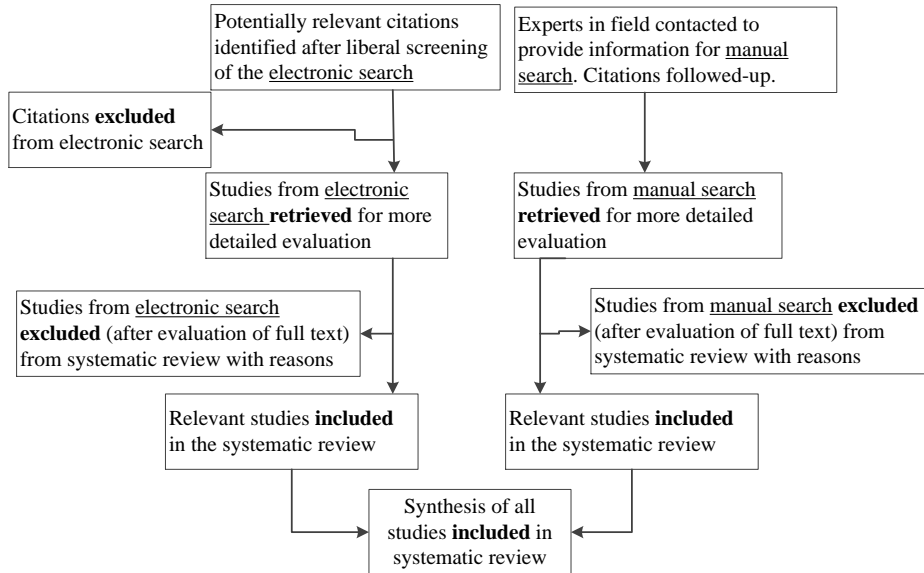 Potentially relevant citations
identified after liberal screening
of the electronic search
Experts in field contacted to
provide information for manual
search. Citations followed-up.
Citations excluded
from electronic search
Studies from electronic
search retrieved for more
detailed evaluation
Studies from manual search
retrieved for more detailed
evaluation
Studies from electronic search
excluded (after evaluation of full text)
from systematic review with reasons
Studies from manual search excluded
(after evaluation of full text) from
systematic review with reasons
Relevant studies included
in the systematic review
Relevant studies included
in the systematic review
Synthesis of all
studies included in
systematic review